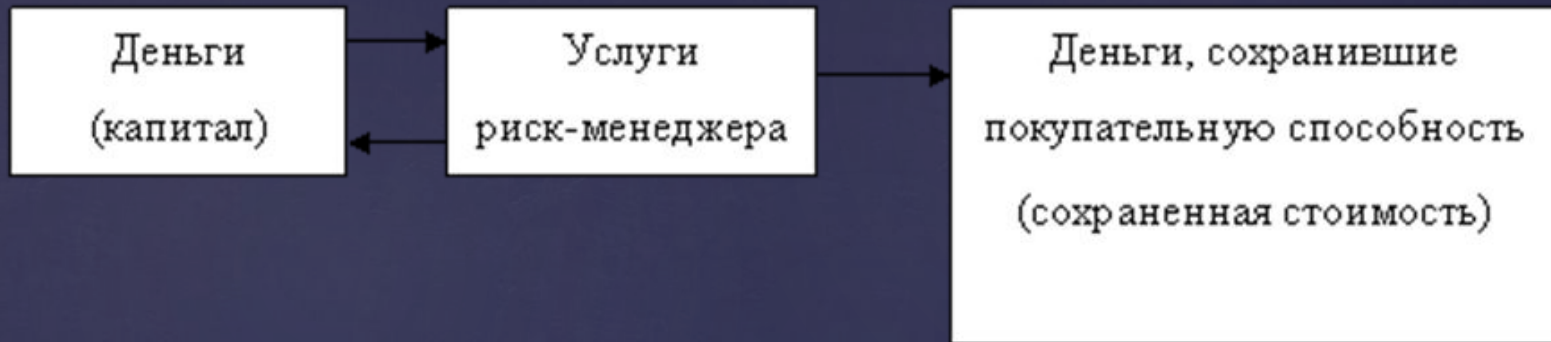 Деньги
(капитал)
Услуги
риск-менеджера
Деньги, сохранившие
покупательную способность
(сохраненная стоимость)